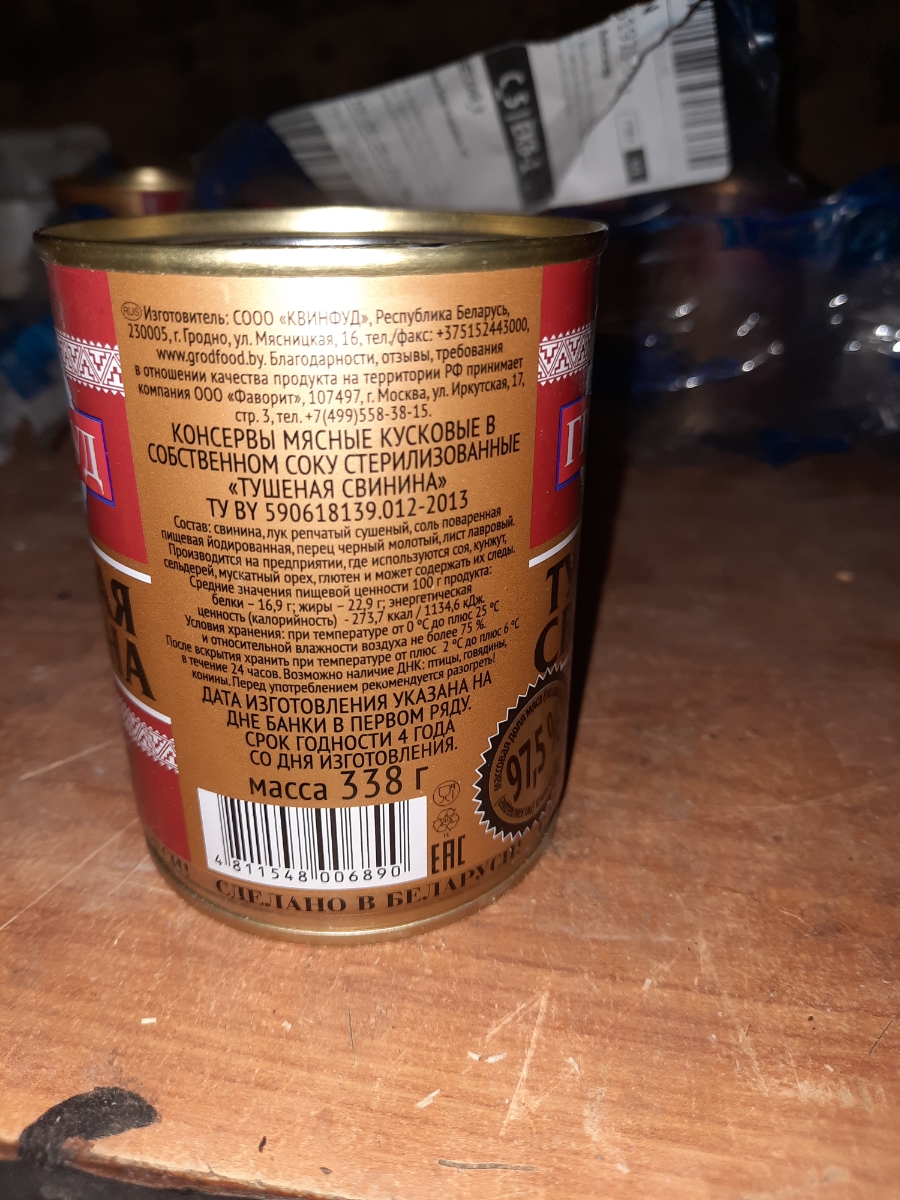 RUS Изготовитель: СООО «КВИНФУД», Республика Беларусь,
230005, г. Гродно, ул. Мясницкая, 16, тел./факс: +375152443000,
www.grodfood.by. Благодарности, отзывы, требования
в отношении качества продукта на территории РФ принимает
компания ООО «Фаворит», 107497, г. Москва, ул. Иркутская, 17,
стр. 3, тел. +7(499)558-38-15.
КОНСЕРВЫ МЯСНЫЕ КУСКОВЫЕ В
СОБСТВЕННОМ СОКУ СТЕРИЛИЗОВАННЫЕ
«ТУШЕНАЯ СВИНИНА»
ТУ BY 590618139.012-2013
Состав: свинина, лук репчатый сушеный, соль поваренная
пищевая йодированная, перец черный молотый, лист лавровый.
Производится на предприятии, где используются соя, кунжут,
сельдерей, мускатный орех, глютен и может содержать их следы.
Средние значения пищевой ценности 100 г продукта:
белки – 16,9 г; жиры – 22,9 г; энергетическая
ценность (калорийность) - 273,7 ккал / 1134,6 кДж.
Условия хранения: при температуре от 0 °С до плюс 25 °С
и относительной влажности воздуха не более 75 %.
После вскрытия хранить при температуре от плюс 2 °С до плюс 6 °С
в течение 24 часов. Возможно наличие ДНК: птицы, говядины,
конины. Перед употреблением рекомендуется разогреть!
ДАТА ИЗГОТОВЛЕНИЯ УКАЗАНА НА
ДНЕ БАНКИ В ПЕРВОМ РЯДУ.
СРОК ГОДНОСТИ 4 ГОДА
СО ДНЯ ИЗГОТОВЛЕНИЯ.
масса 338 г
4 811548 006890
EAC
СДЕЛАНО В БЕЛАРУСИ!
массовая доля мяса
97,5 %